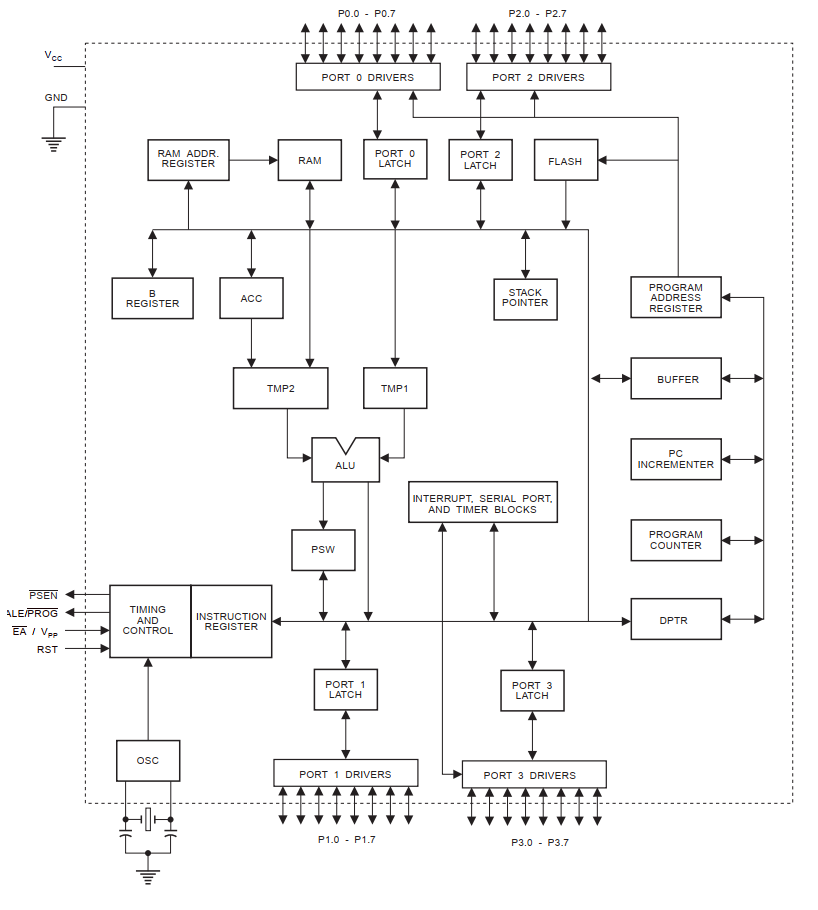 P0.0 - P0.7
P2.0 - P2.7
VCC
GND
PORT 0 DRIVERS
PORT 2 DRIVERS
RAM ADDR.
REGISTER
RAM
PORT 0
LATCH
PORT 2
LATCH
FLASH
B
REGISTER
ACC
STACK
POINTER
PROGRAM
ADDRESS
REGISTER
TMP2
TMP1
BUFFER
ALU
PC
INCREMENTER
INTERRUPT, SERIAL PORT,
AND TIMER BLOCKS
PSW
PROGRAM
COUNTER
PSEN
ALE/PROG
EA / VPP
RST
TIMING
AND
CONTROL
INSTRUCTION
REGISTER
DPTR
PORT 1
LATCH
PORT 3
LATCH
OSC
PORT 1 DRIVERS
PORT 3 DRIVERS
P1.0 - P1.7
P3.0 - P3.7